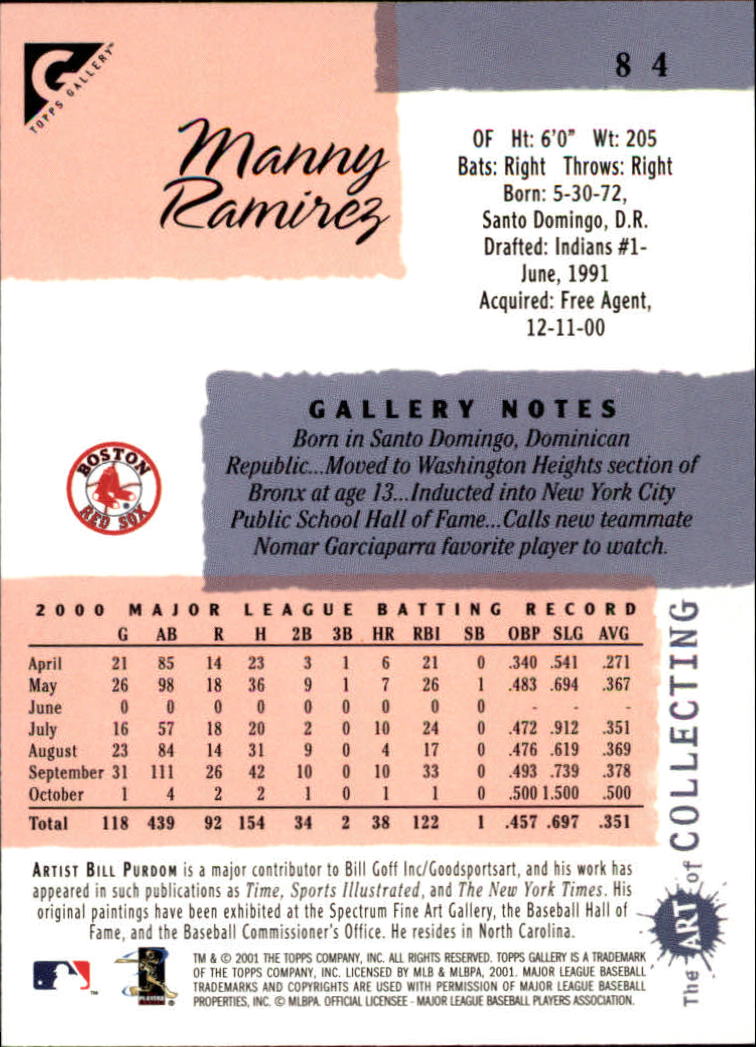 G
TOPPS GALLERY™
84
Manny
Ramirez
OF Ht: 6'0" Wt: 205
Bats: Right Throws: Right
Born: 5-30-72,
Santo Domingo, D.R.
Drafted: Indians #1-
June, 1991
Acquired: Free Agent,
12-11-00
GALLERY NOTES
Born in Santo Domingo, Dominican
Republic...Moved to Washington Heights section of
Bronx at age 13...Inducted into New York City
Public School Hall of Fame...Calls new teammate
Nomar Garciaparra favorite player to watch.
BOSTON
RED SOX
2000 MAJOR LEAGUE BATTING RECORD
G AB R H 2B 3B HR RBI SB OBP SLG AVG
April 21 85 14 23 3 1 6 21 0 .340 .541 .271
May 26 98 18 36 9 1 7 26 1 .483 .694 .367
June 0 0 0 0 0 0 0 0 0 - - -
July 16 57 18 20 2 0 10 24 0 .472 .912 .351
August 23 84 14 31 9 0 4 17 0 .476 .619 .369
September 31 111 26 42 10 0 10 33 0 .493 .739 .378
October 1 4 2 2 1 0 1 1 0 .500 1.500 .500
Total 118 439 92 154 34 2 38 122 1 .457 .697 .351
ARTIST BILL PURDOM is a major contributor to Bill Goff Inc/Goodsportsart, and his work has
appeared in such publications as Time, Sports Illustrated, and The New York Times. His
original paintings have been exhibited at the Spectrum Fine Art Gallery, the Baseball Hall of
Fame, and the Baseball Commissioner's Office. He resides in North Carolina.
The ART of COLLECTING
™
PLAYERS
®
TM & © 2001 THE TOPPS COMPANY, INC. ALL RIGHTS RESERVED. TOPPS GALLERY IS A TRADEMARK
OF THE TOPPS COMPANY, INC. LICENSED BY MLB & MLBPA, 2001. MAJOR LEAGUE BASEBALL
TRADEMARKS AND COPYRIGHTS ARE USED WITH PERMISSION OF MAJOR LEAGUE BASEBALL
PROPERTIES, INC. © MLBPA. OFFICIAL LICENSEE - MAJOR LEAGUE BASEBALL PLAYERS ASSOCIATION.